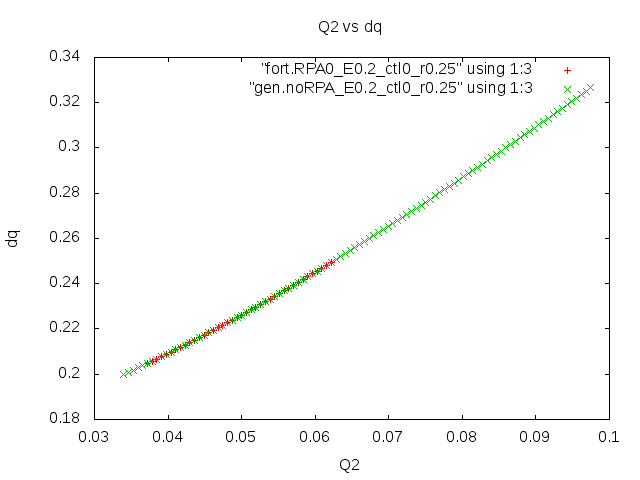 Q2 vs dq
"fort.RPA0_E0.2_ctl0_r0.25" using 1:3
"gen.noRPA_E0.2_ctl0_r0.25" using 1:3
0.34
0.32
0.3
0.28
0.26
0.24
0.22
0.2
0.18
dq
0.03 0.04 0.05 0.06 0.07 0.08 0.09 0.1
Q2